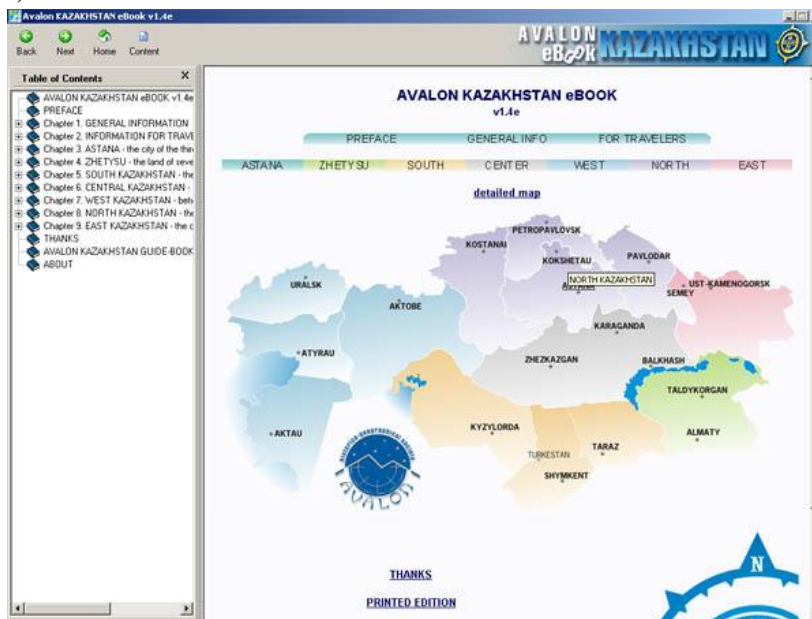 Avalon KAZAKHSTAN eBook v1.4e
Back Next Home Content
AVALON eBook KAZAKHSTAN
Table of Contents X
AVALON KAZAKHSTAN eBOOK v1.4e
PREFACE
Chapter 1. GENERAL INFORMATION
Chapter 2. INFORMATION FOR TRAVE
Chapter 3. ASTANA - the city of the thir
Chapter 4. ZHETYSU - the land of seve
Chapter 5. SOUTH KAZAKHSTAN - the
Chapter 6. CENTRAL KAZAKHSTAN -
Chapter 7. WEST KAZAKHSTAN - betw
Chapter 8. NORTH KAZAKHSTAN - the
Chapter 9. EAST KAZAKHSTAN - the c
THANKS
AVALON KAZAKHSTAN GUIDE-BOOK
ABOUT
AVALON KAZAKHSTAN eBOOK
v1.4e
PREFACE GENERAL INFO FOR TRAVELERS
ASTANA ZHETYSU SOUTH CENTER WEST NORTH EAST
detailed map
PETROPAVLOVSK
KOSTANAI
KOKSHETAU
PAVLODAR
NORTH KAZAKHSTAN
URALSK
UST-KAMENOGORSK
SEMEY
AKTOBE
KARAGANDA
ATYRAU
ZHEZKAZGAN
BALKHASH
TALDYKORGAN
AKTAU
KYZYLORDA
ALMATY
TARAZ
TURKESTAN
SHYMKENT
AVALON
THANKS
PRINTED EDITION
N